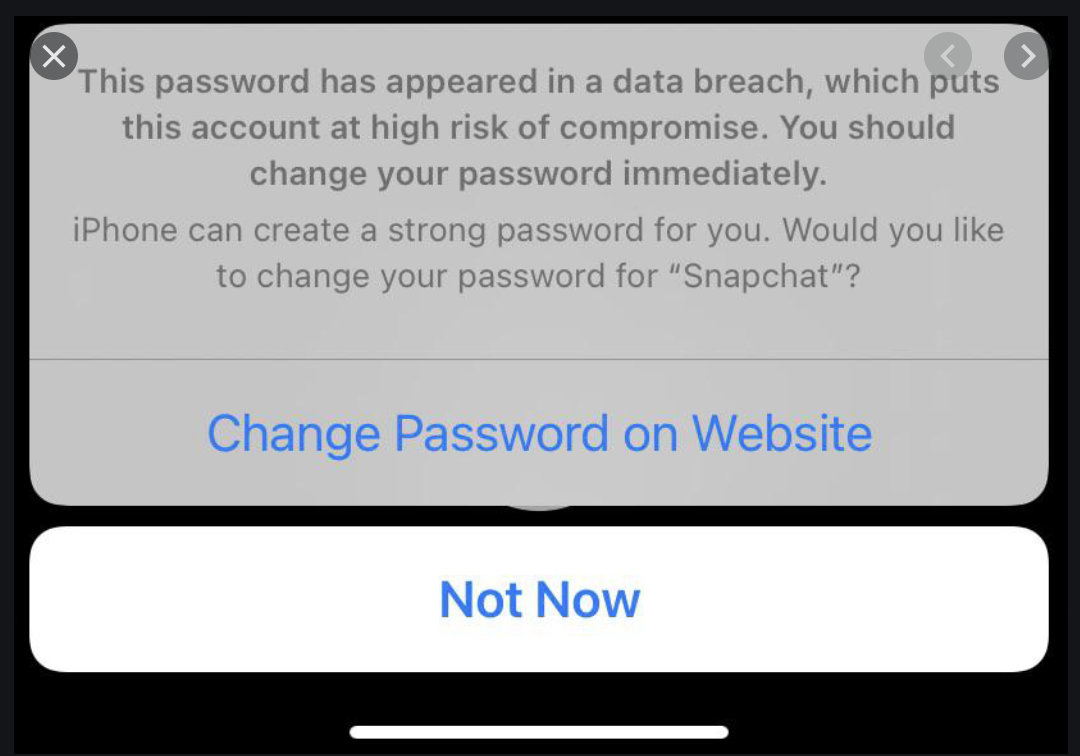 This password has appeared in a data breach, which puts
this account at high risk of compromise. You should
change your password immediately.
iPhone can create a strong password for you. Would you like
to change your password for “Snapchat”?
Change Password on Website
Not Now